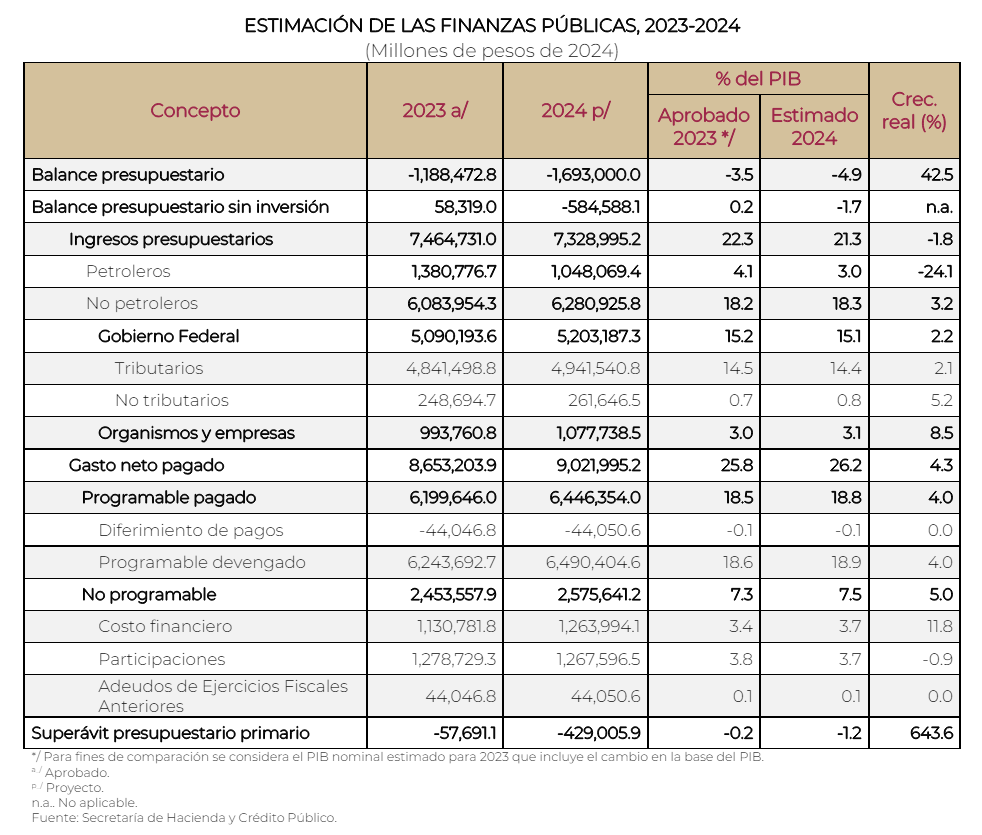 ESTIMACIÓN DE LAS FINANZAS PÚBLICAS, 2023-2024
(Millones de pesos de 2024)
Concepto 2023 a/ 2024 p/ % del PIB Crec. real (%)
Aprobado 2023 */ Estimado 2024
Balance presupuestario -1,188,472.8 -1,693,000.0 -3.5 -4.9 42.5
Balance presupuestario sin inversión 58,319.0 -584,588.1 0.2 -1.7 n.a.
Ingresos presupuestarios 7,464,731.0 7,328,995.2 22.3 21.3 -1.8
Petroleros 1,380,776.7 1,048,069.4 4.1 3.0 -24.1
No petroleros 6,083,954.3 6,280,925.8 18.2 18.3 3.2
Gobierno Federal 5,090,193.6 5,203,187.3 15.2 15.1 2.2
Tributarios 4,841,498.8 4,941,540.8 14.5 14.4 2.1
No tributarios 248,694.7 261,646.5 0.7 0.8 5.2
Organismos y empresas 993,760.8 1,077,738.5 3.0 3.1 8.5
Gasto neto pagado 8,653,203.9 9,021,995.2 25.8 26.2 4.3
Programable pagado 6,199,646.0 6,446,354.0 18.5 18.8 4.0
Diferimiento de pagos -44,046.8 -44,050.6 -0.1 -0.1 0.0
Programable devengado 6,243,692.7 6,490,404.6 18.6 18.9 4.0
No programable 2,453,557.9 2,575,641.2 7.3 7.5 5.0
Costo financiero 1,130,781.8 1,263,994.1 3.4 3.7 11.8
Participaciones 1,278,729.3 1,267,596.5 3.8 3.7 -0.9
Adeudos de Ejercicios Fiscales
Anteriores 44,046.8 44,050.6 0.1 0.1 0.0
Superávit presupuestario primario -57,691.1 -429,005.9 -0.2 -1.2 643.6
*/ Para fines de comparación se considera el PIB nominal estimado para 2023 que incluye el cambio en la base del PIB.
a./ Aprobado.
p./ Proyecto.
n.a.. No aplicable.
Fuente: Secretaría de Hacienda y Crédito Público.